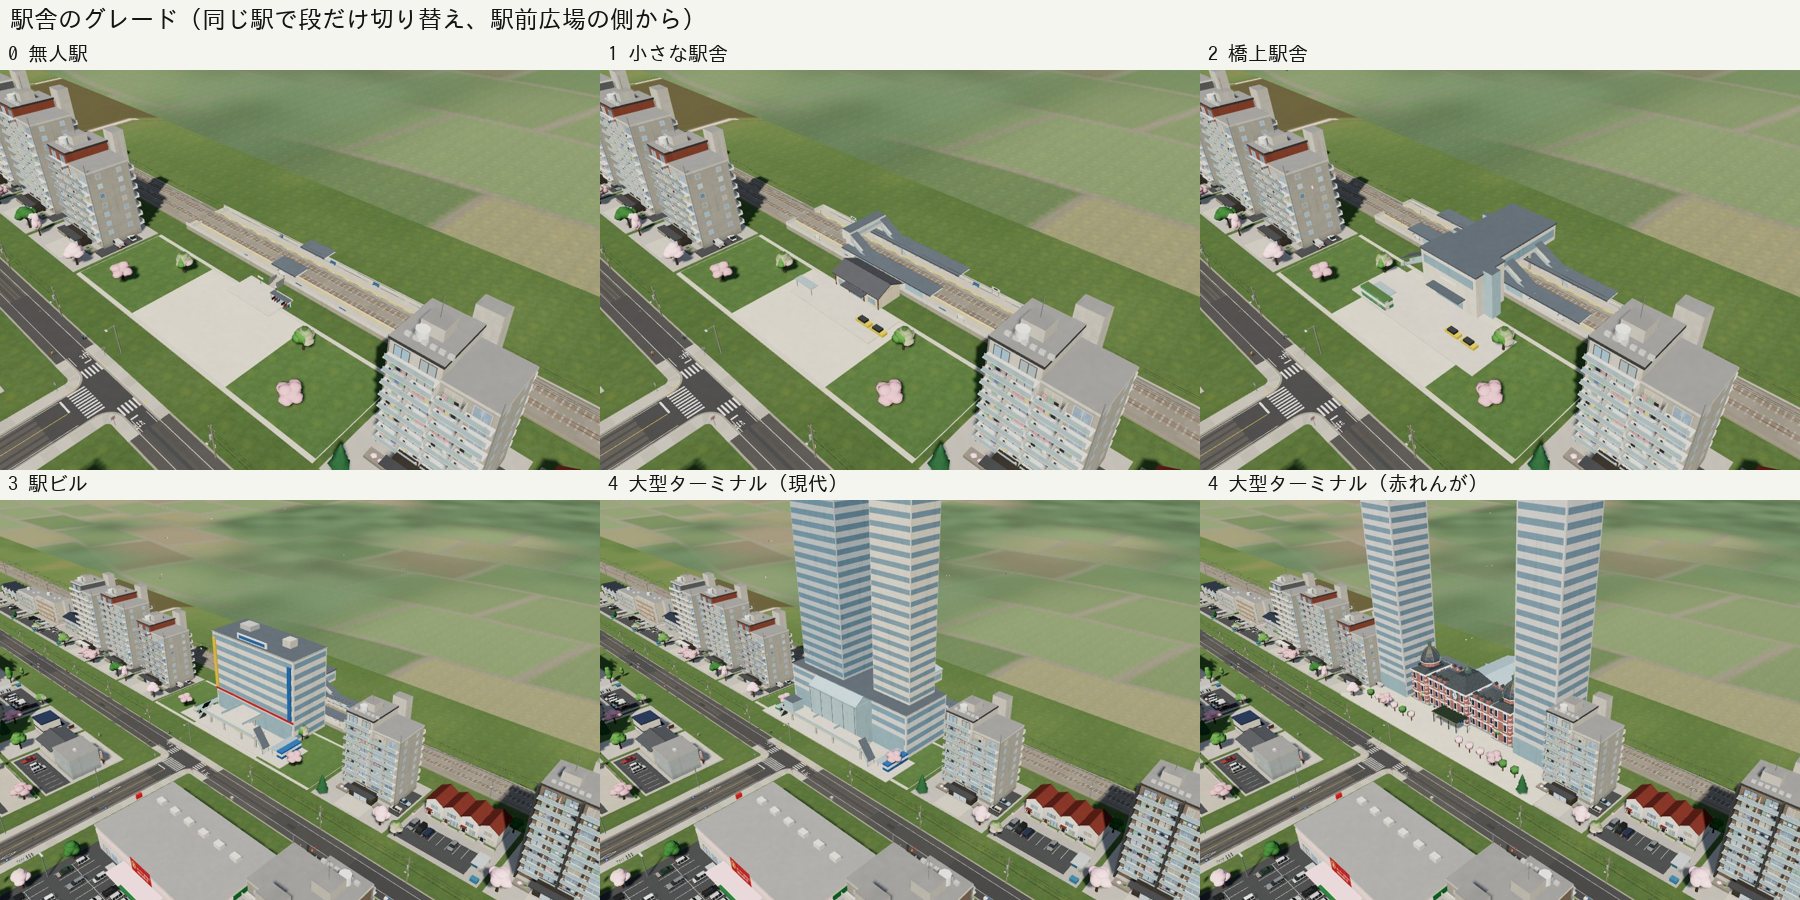 駅舎のグレード（同じ駅で段だけ切り替え、駅前広場の側から）
0 無人駅
1 小さな駅舎
2 橋上駅舎
3 駅ビル
4 大型ターミナル（現代）
4 大型ターミナル（赤れんが）